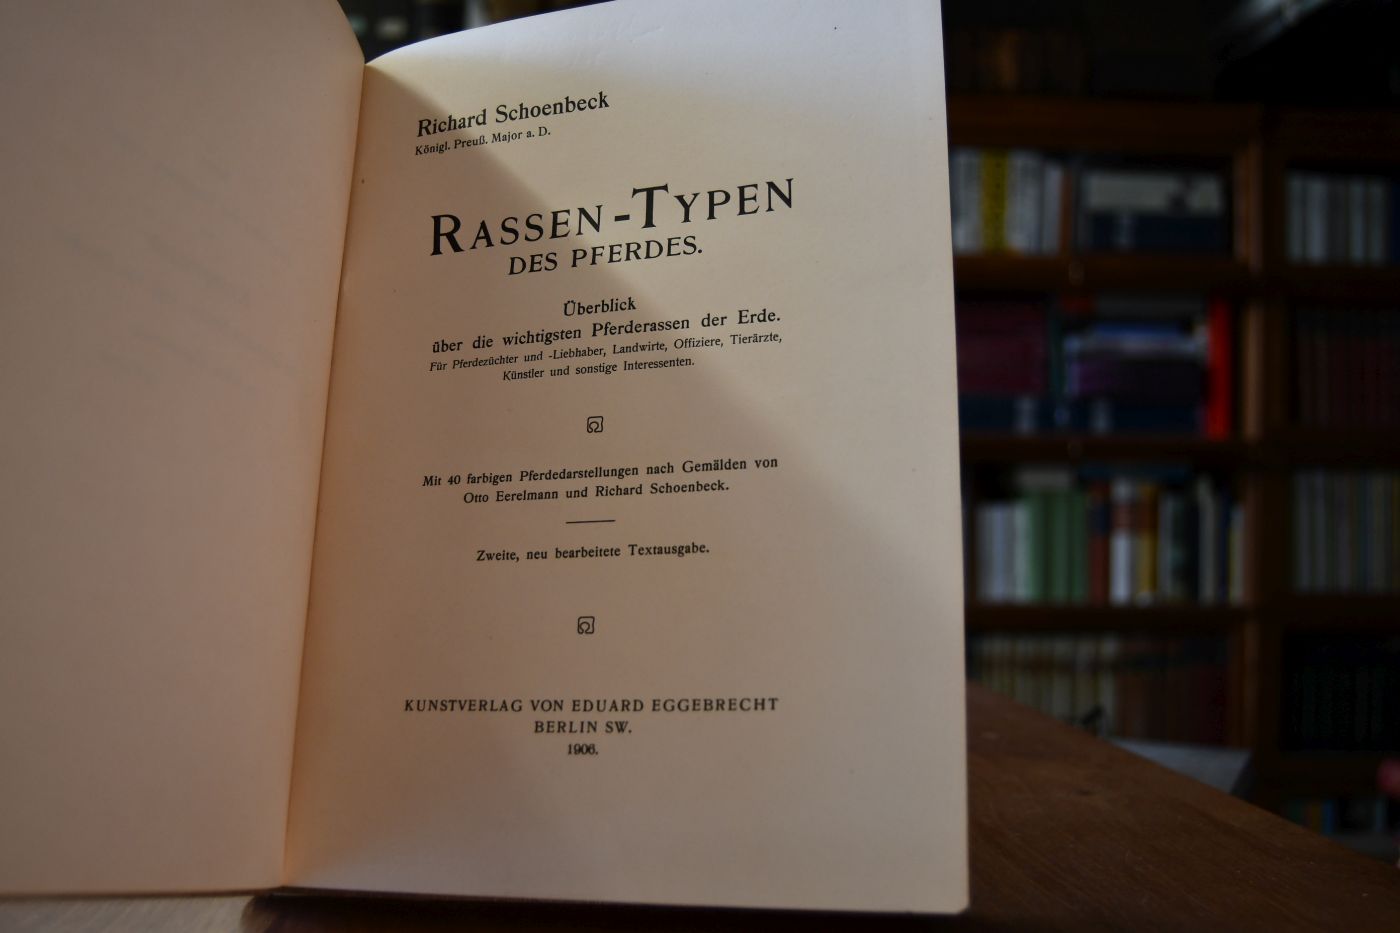 Richard Schoenbeck
Königl. Preuß. Major a. D.
RASSEN-TYPEN
DES PFERDES.
Überblick
über die wichtigsten Pferderassen der Erde.
Für Pferdezüchter und -Liebhaber, Landwirte, Offiziere, Tierärzte,
Künstler und sonstige Interessenten.
Mit 40 farbigen Pferdedarstellungen nach Gemälden von
Otto Eerelmann und Richard Schoenbeck.
Zweite, neu bearbeitete Textausgabe.
KUNSTVERLAG VON EDUARD EGGEBRECHT
BERLIN SW.
1906.